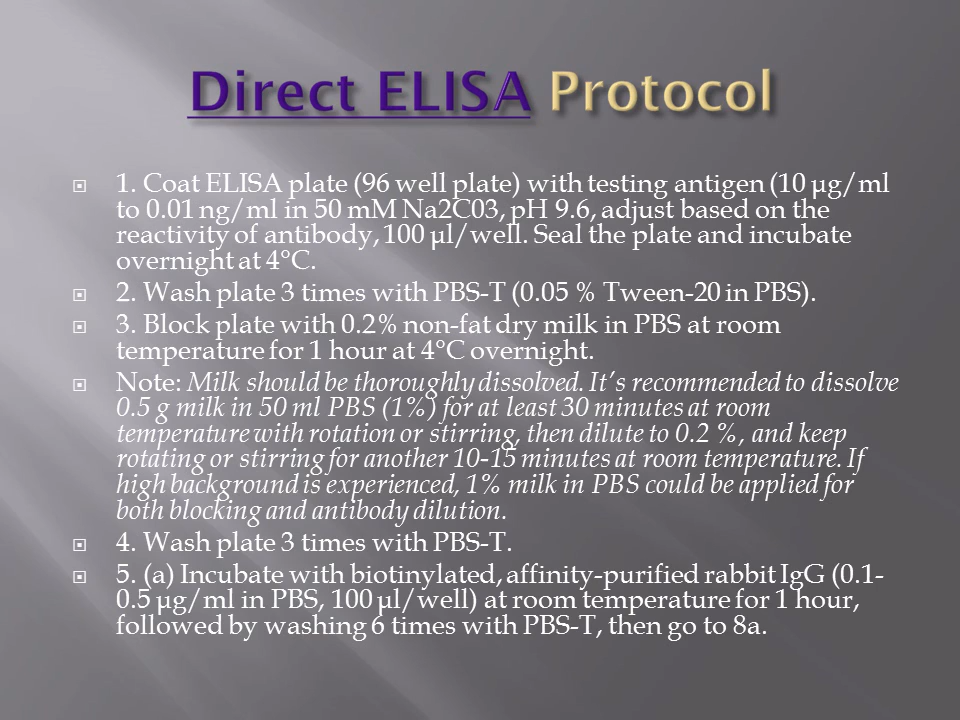 Direct ELISA Protocol
1. Coat ELISA plate (96 well plate) with testing antigen (10 µg/ml
to 0.01 ng/ml in 50 mM Na2C03, pH 9.6, adjust based on the
reactivity of antibody, 100 µl/well. Seal the plate and incubate
overnight at 4°C.
2. Wash plate 3 times with PBS-T (0.05 % Tween-20 in PBS).
3. Block plate with 0.2% non-fat dry milk in PBS at room
temperature for 1 hour at 4°C overnight.
Note: Milk should be thoroughly dissolved. It's recommended to dissolve
0.5 g milk in 50 ml PBS (1%) for at least 30 minutes at room
temperature with rotation or stirring, then dilute to 0.2 %, and keep
rotating or stirring for another 10-15 minutes at room temperature. If
high background is experienced, 1% milk in PBS could be applied for
both blocking and antibody dilution.
4. Wash plate 3 times with PBS-T.
5. (a) Incubate with biotinylated, affinity-purified rabbit IgG (0.1-
0.5 µg/ml in PBS, 100 µl/well) at room temperature for 1 hour,
followed by washing 6 times with PBS-T, then go to 8a.